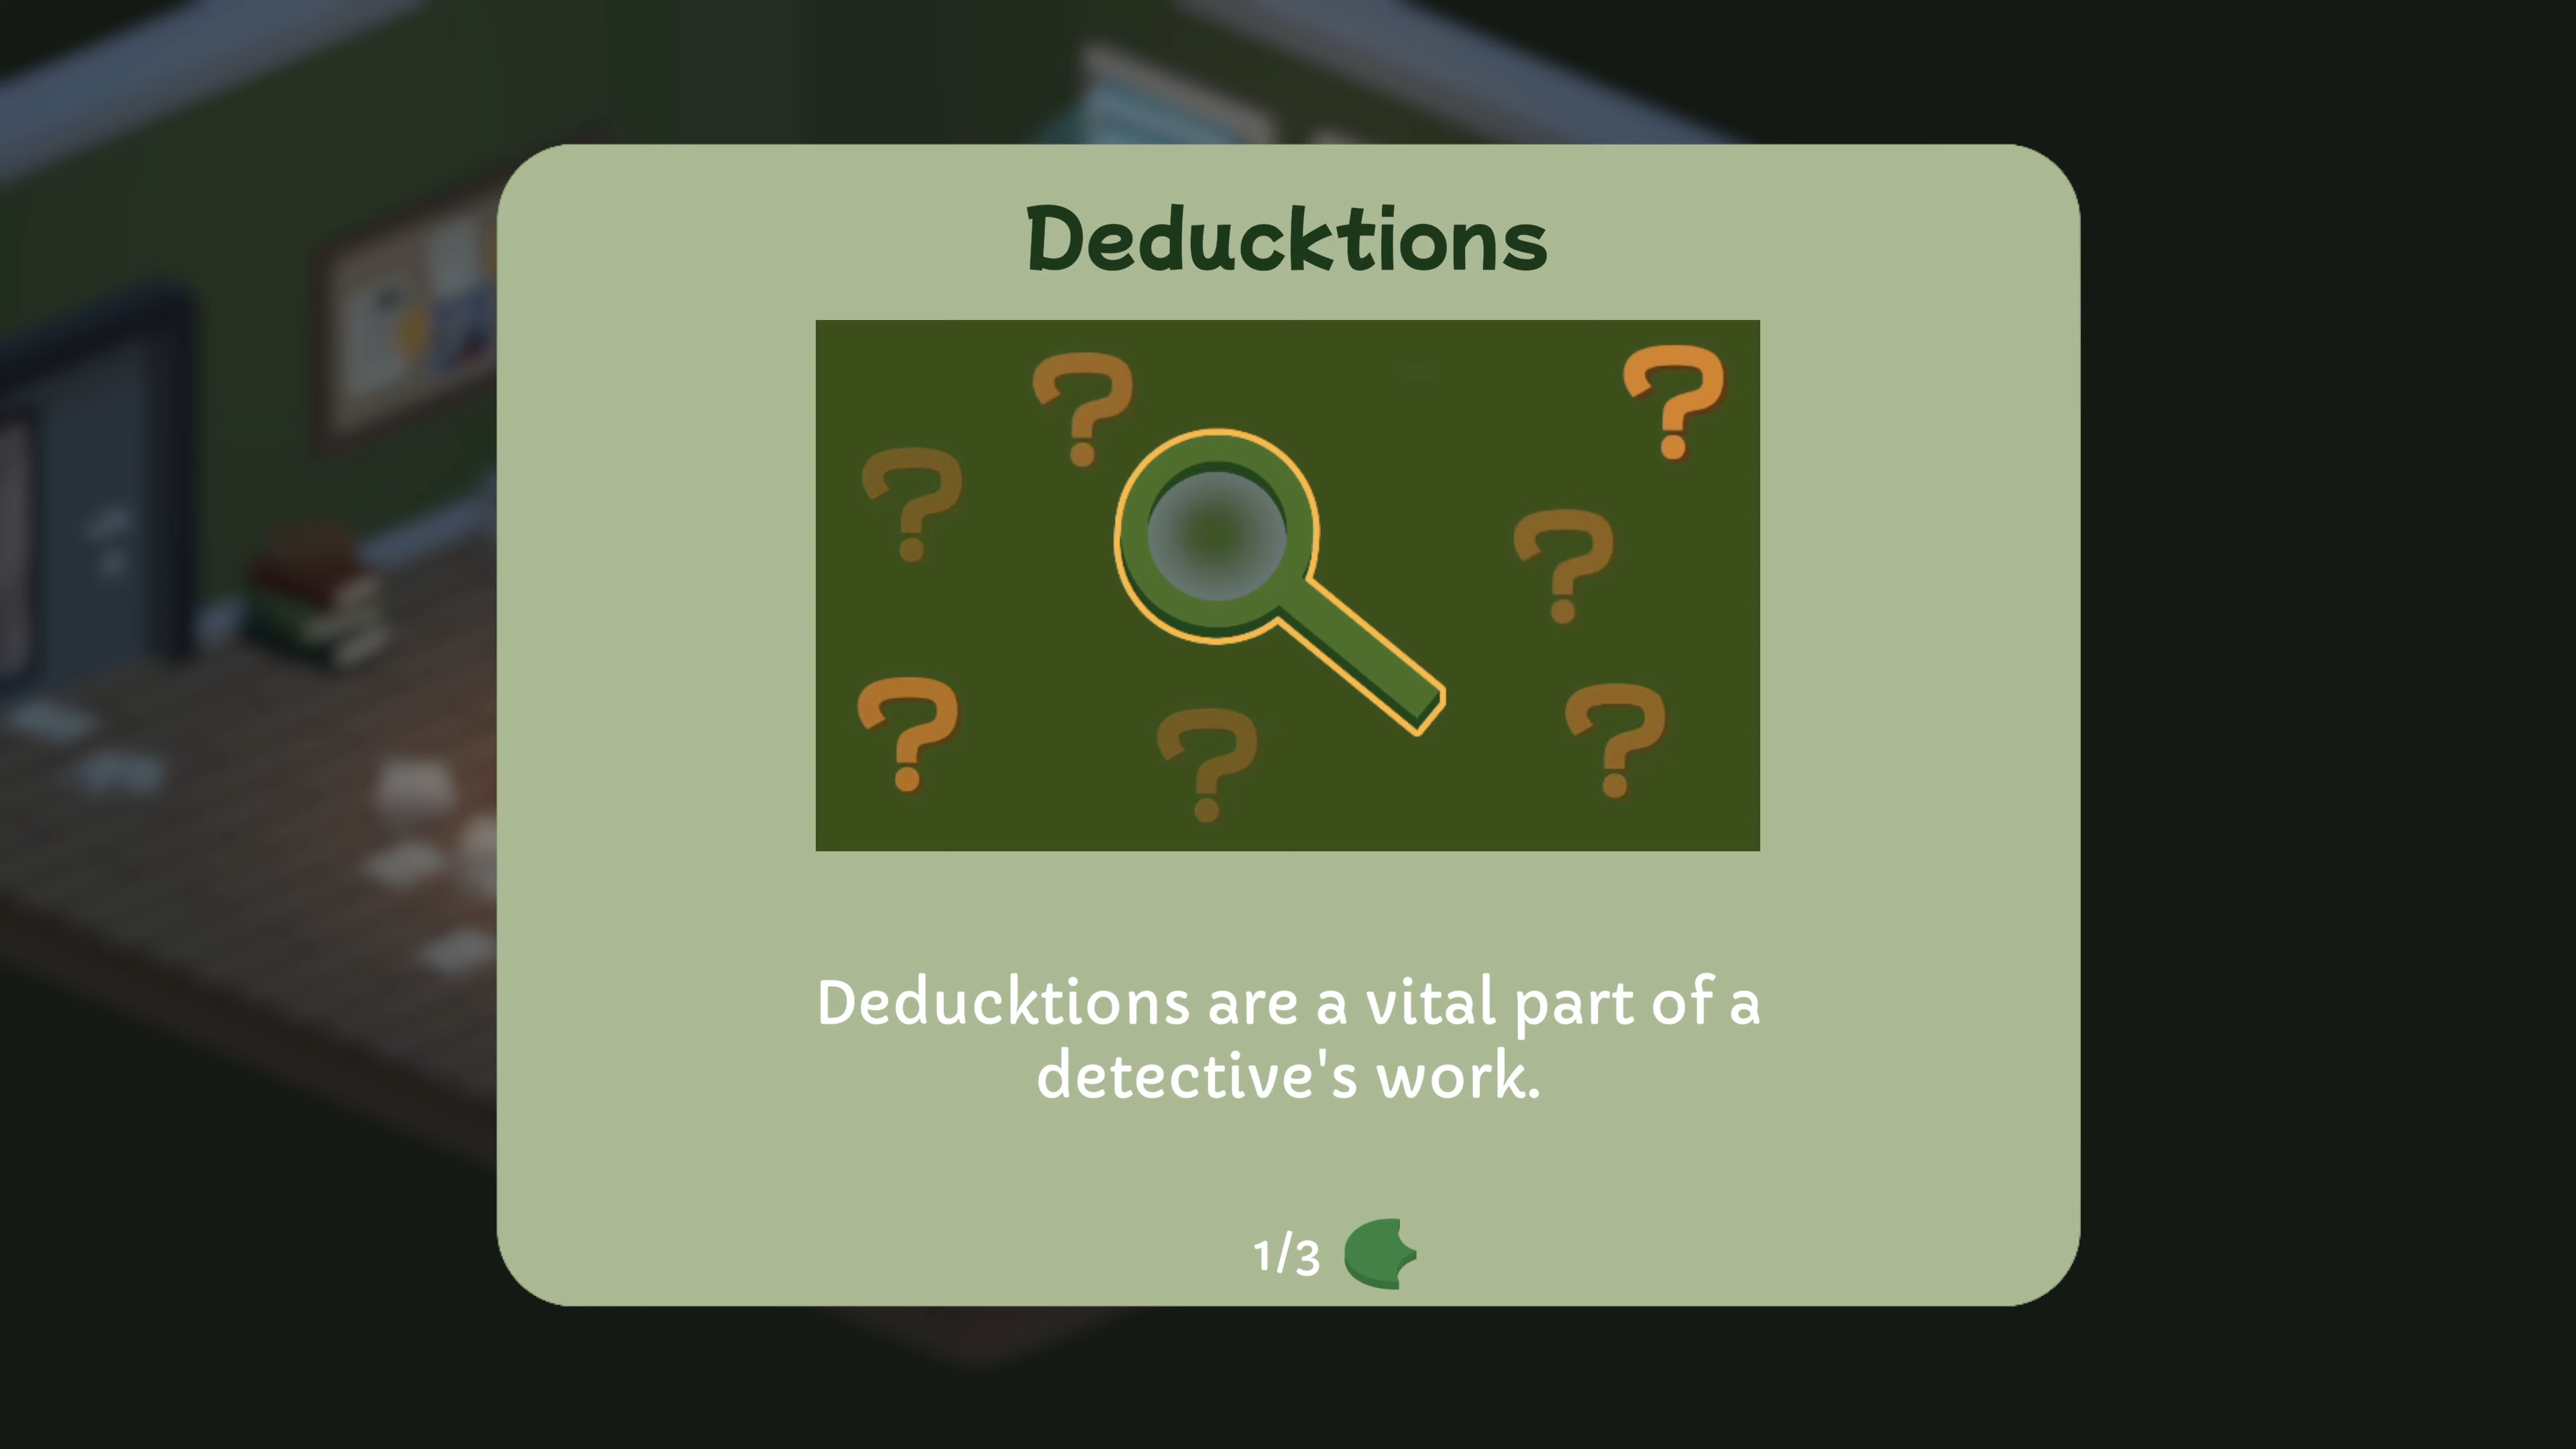 Deducktions
? ? ? ? ? ? ?
Deducktions are a vital part of a
detective's work.
1/3